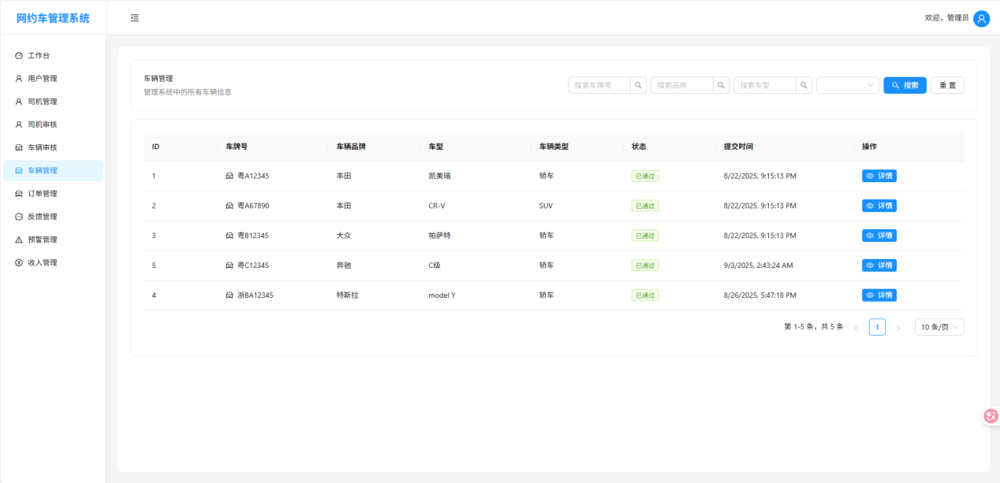 网约车管理系统
欢迎，管理员
工作台
用户管理
司机管理
司机审核
车辆审核
车辆管理
订单管理
反馈管理
预警管理
收入管理
车辆管理
管理系统中的所有车辆信息
搜索车牌号 搜索品牌 搜索车型 搜索 重 置
ID 车牌号 车辆品牌 车型 车辆类型 状态 提交时间 操作
1 粤A12345 丰田 凯美瑞 轿车 已通过 8/22/2025, 9:15:13 PM 详情
2 粤A67890 本田 CR-V SUV 已通过 8/22/2025, 9:15:13 PM 详情
3 粤B12345 大众 帕萨特 轿车 已通过 8/22/2025, 9:15:13 PM 详情
5 粤C12345 奔驰 C级 轿车 已通过 9/3/2025, 2:43:24 AM 详情
4 浙BA12345 特斯拉 model Y 轿车 已通过 8/26/2025, 5:47:18 PM 详情
第 1-5 条，共 5 条 1 10 条/页